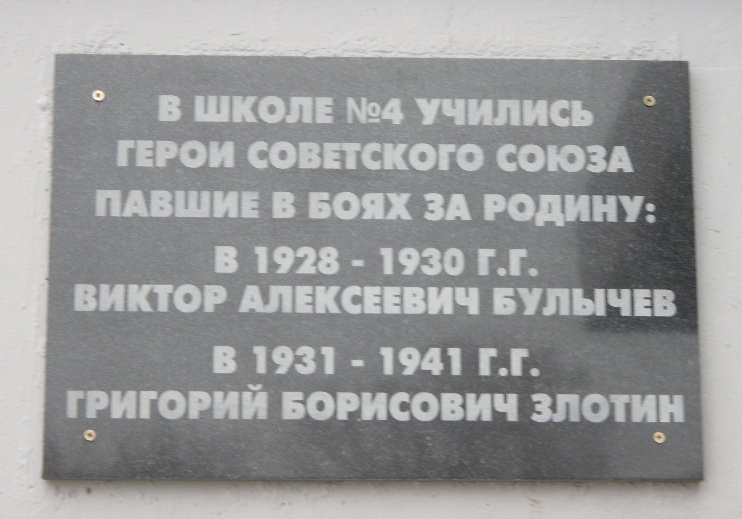 В ШКОЛЕ №4 УЧИЛИСЬ
ГЕРОИ СОВЕТСКОГО СОЮЗА
ПАВШИЕ В БОЯХ ЗА РОДИНУ:
В 1928 - 1930 Г.Г.
ВИКТОР АЛЕКСЕЕВИЧ БУЛЫЧЕВ
В 1931 - 1941 Г.Г.
ГРИГОРИЙ БОРИСОВИЧ ЗЛОТИН